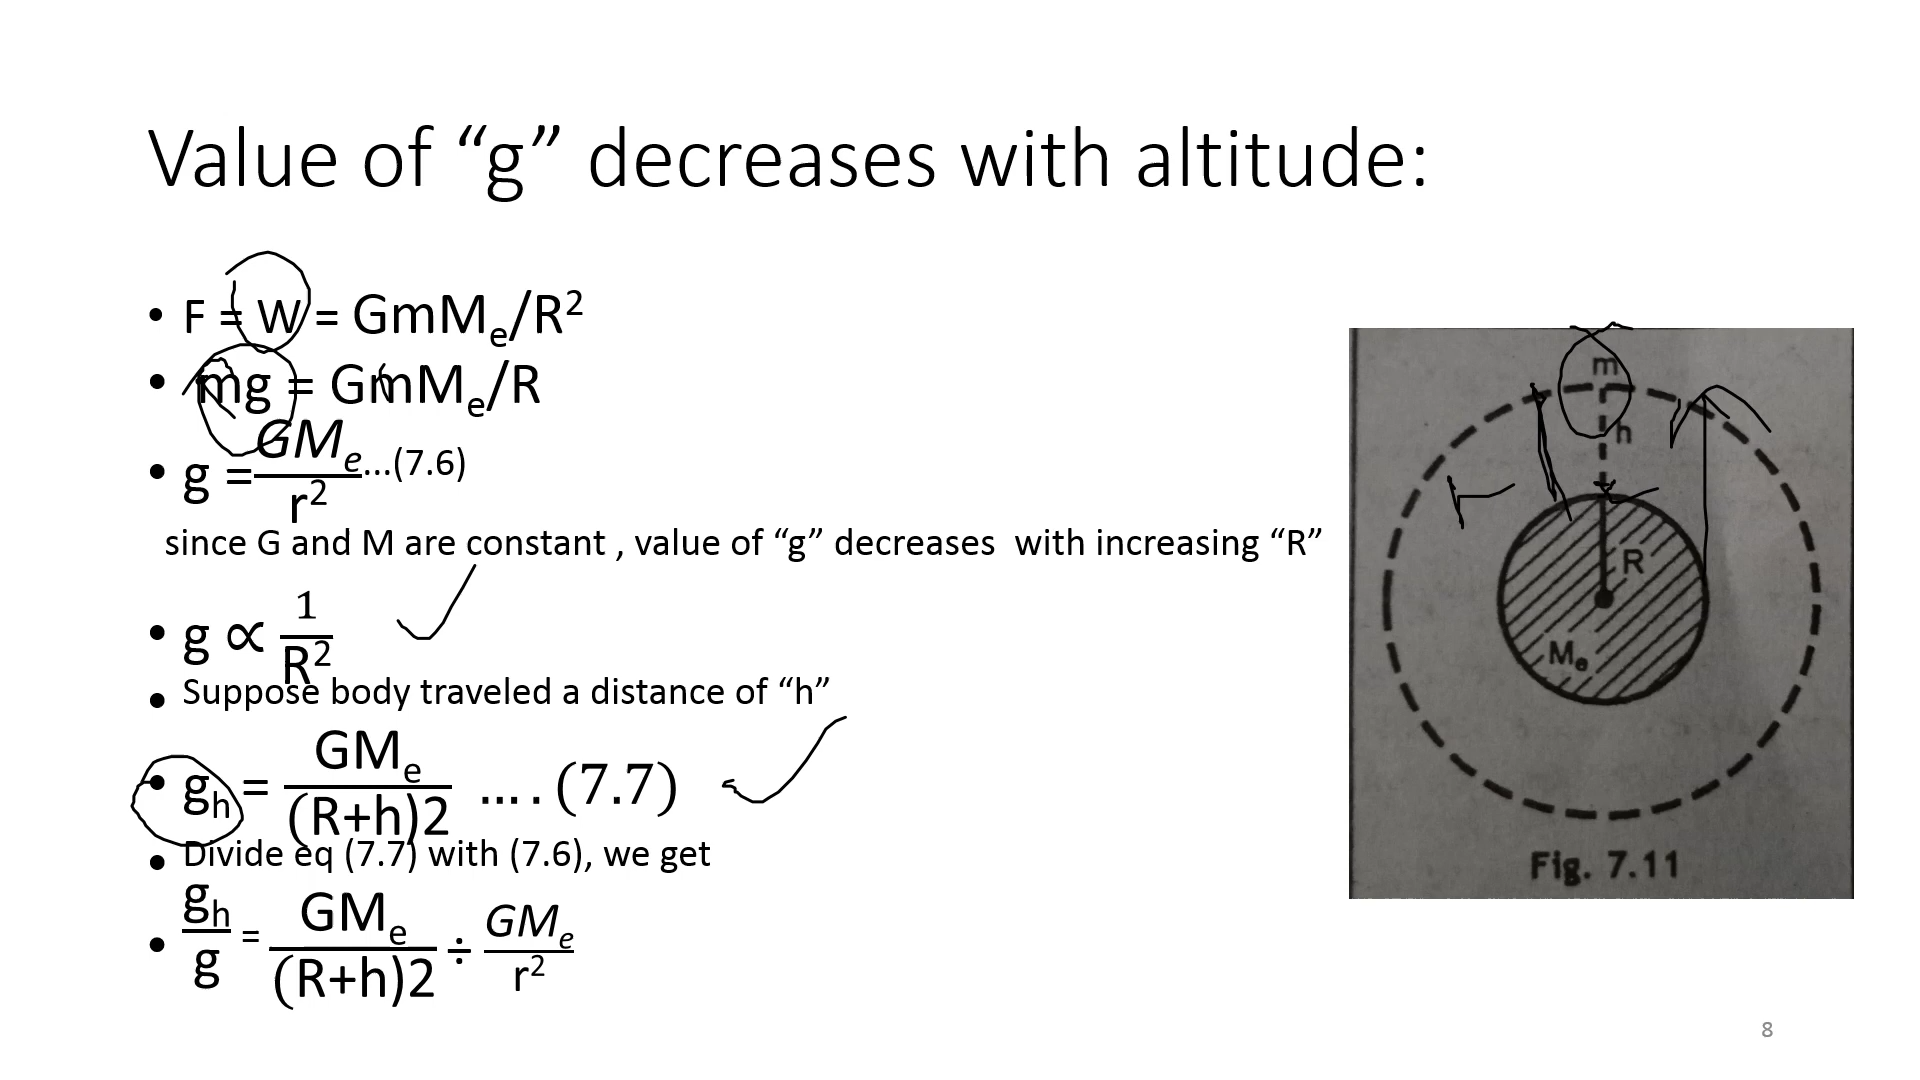 Value of “g” decreases with altitude:
• F = W = GmMₑ/R²
• mg = GmMₑ/R
• g = GMₑ/r² ...(7.6)
since G and M are constant , value of “g” decreases with increasing “R”
• g ∝ 1/R²
• Suppose body traveled a distance of “h”
• gₕ = GMₑ/(R+h)2 ... . (7.7)
• Divide eq (7.7) with (7.6), we get
• gₕ/g = GMₑ/(R+h)2 ÷ GMₑ/r²
m
h
R
Mₑ
Fig. 7.11
8